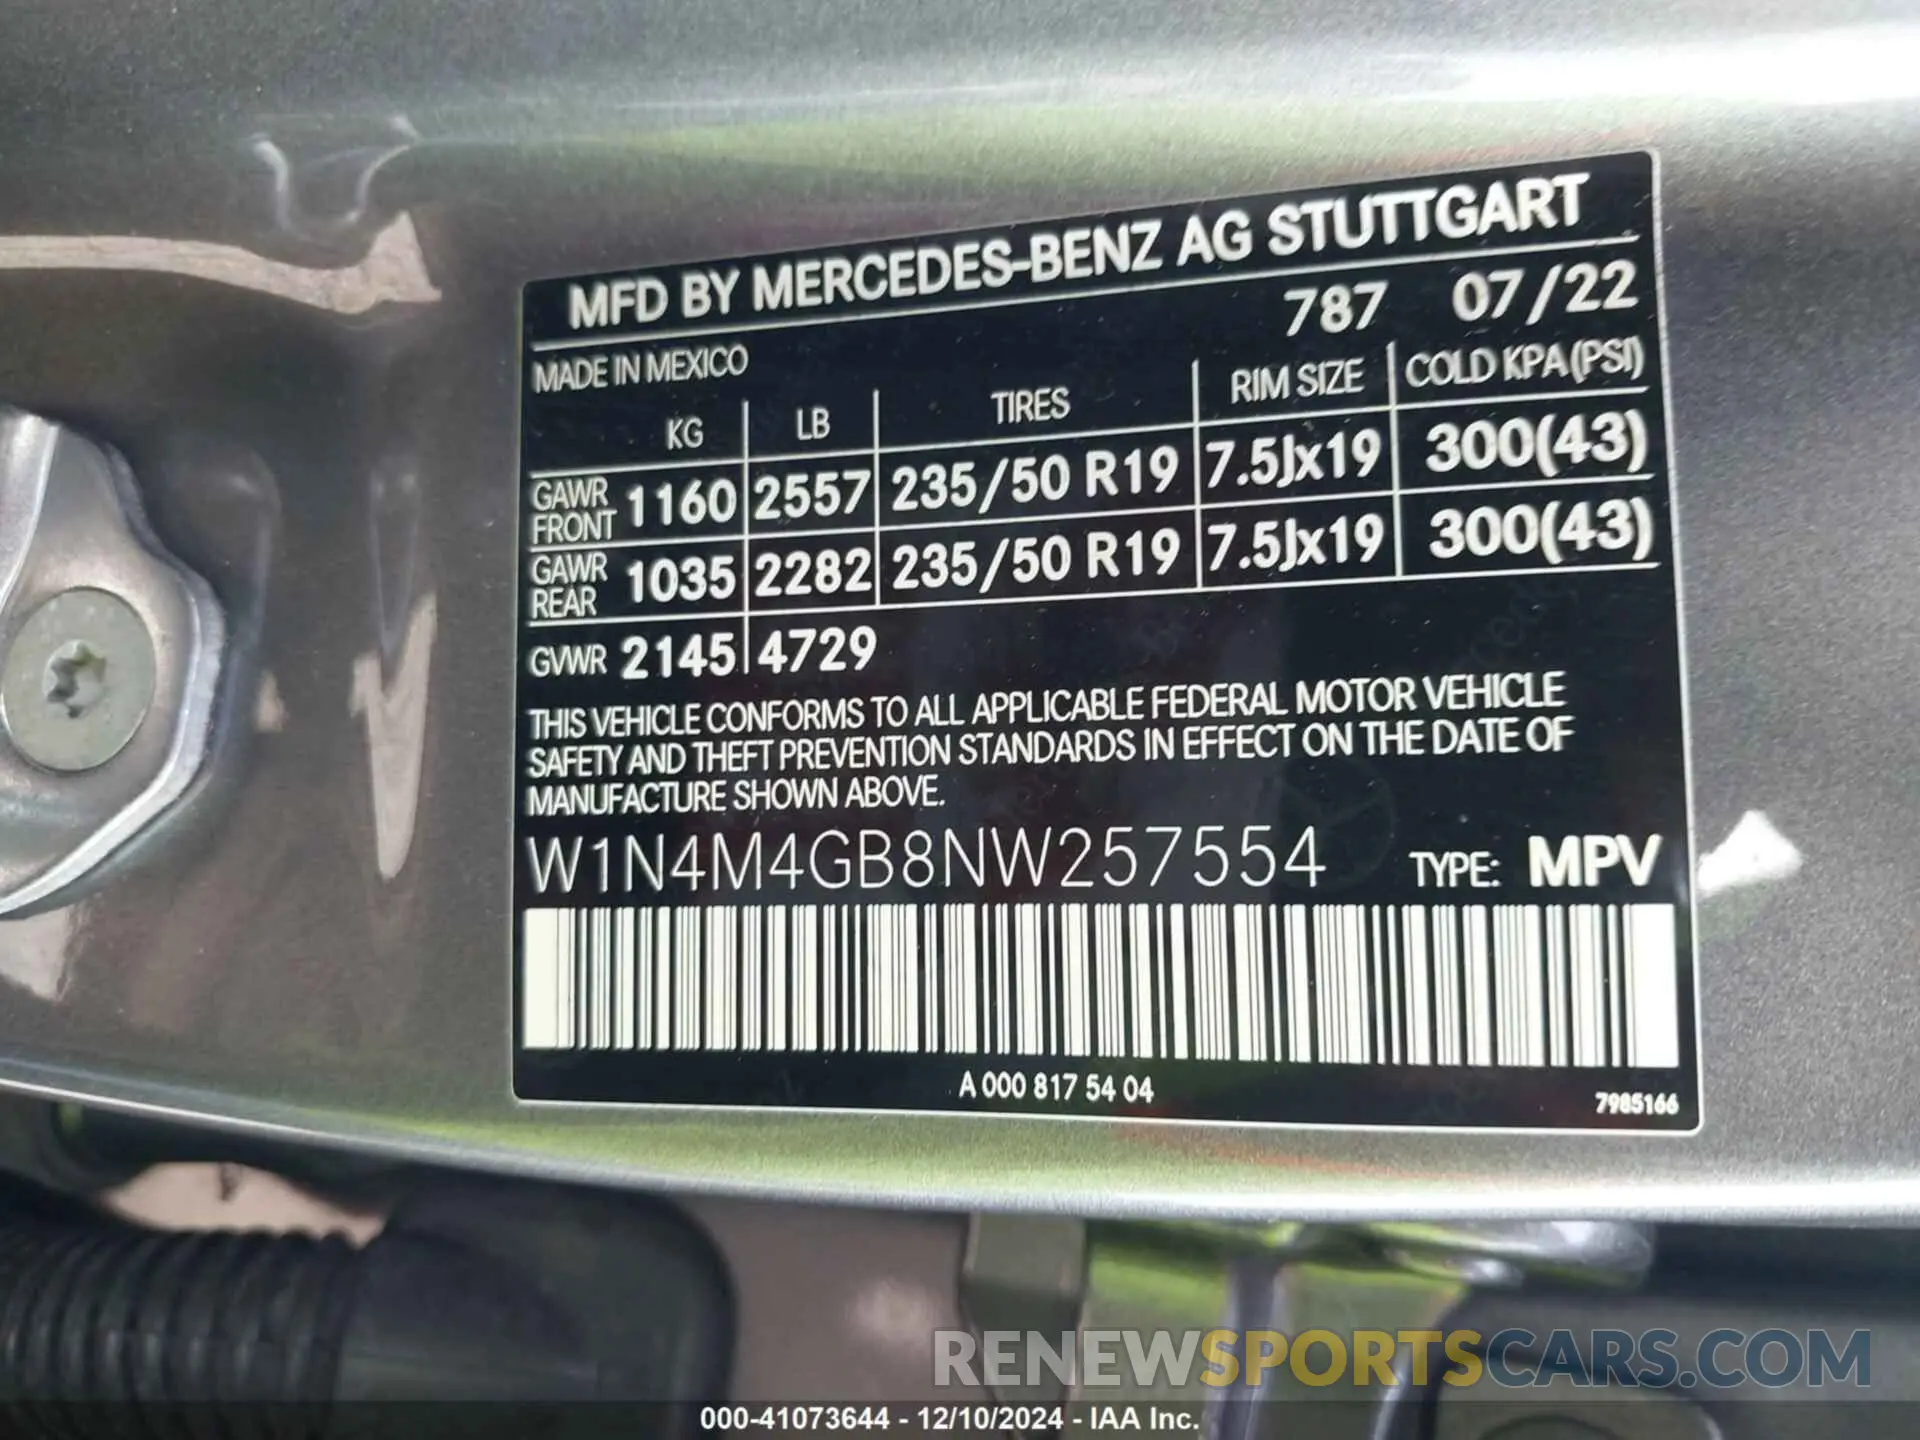 MFD BY MERCEDES-BENZ AG STUTTGART
787 07/22
MADE IN MEXICO
KG LB TIRES RIM SIZE COLD KPA (PSI)
GAWR FRONT 1160 2557 235/50 R19 7.5Jx19 300(43)
GAWR REAR 1035 2282 235/50 R19 7.5Jx19 300(43)
GVWR 2145 4729
THIS VEHICLE CONFORMS TO ALL APPLICABLE FEDERAL MOTOR VEHICLE
SAFETY AND THEFT PREVENTION STANDARDS IN EFFECT ON THE DATE OF
MANUFACTURE SHOWN ABOVE.
W1N4M4GB8NW257554 TYPE: MPV
A 000 817 54 04
7985166
RENEWSPORTSCARS.COM
000-41073644 - 12/10/2024 - IAA Inc.